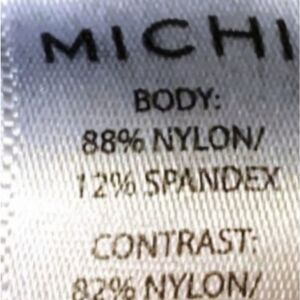 MICHI
BODY:
88% NYLON/
12% SPANDEX
CONTRAST:
82% NYLON/